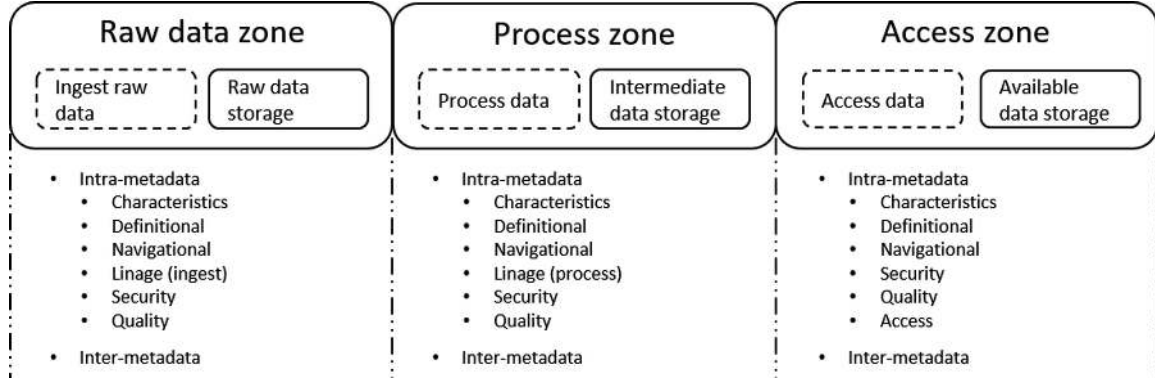 Raw data zone
Ingest raw
data
Raw data
storage
• Intra-metadata
• Characteristics
• Definitional
• Navigational
• Linage (ingest)
• Security
• Quality
• Inter-metadata
Process zone
Process data
Intermediate
data storage
• Intra-metadata
• Characteristics
• Definitional
• Navigational
• Linage (process)
• Security
• Quality
• Inter-metadata
Access zone
Access data
Available
data storage
• Intra-metadata
• Characteristics
• Definitional
• Navigational
• Security
• Quality
• Access
• Inter-metadata